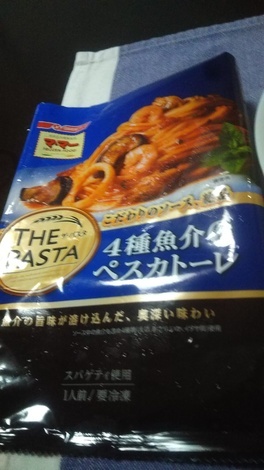 マ・マー
こだわりのソース
THE PASTA
4種魚介の
ペスカトーレ
魚介の旨味が溶け込んだ、奥深い味わい
スパゲティ使用
1人前／要冷凍